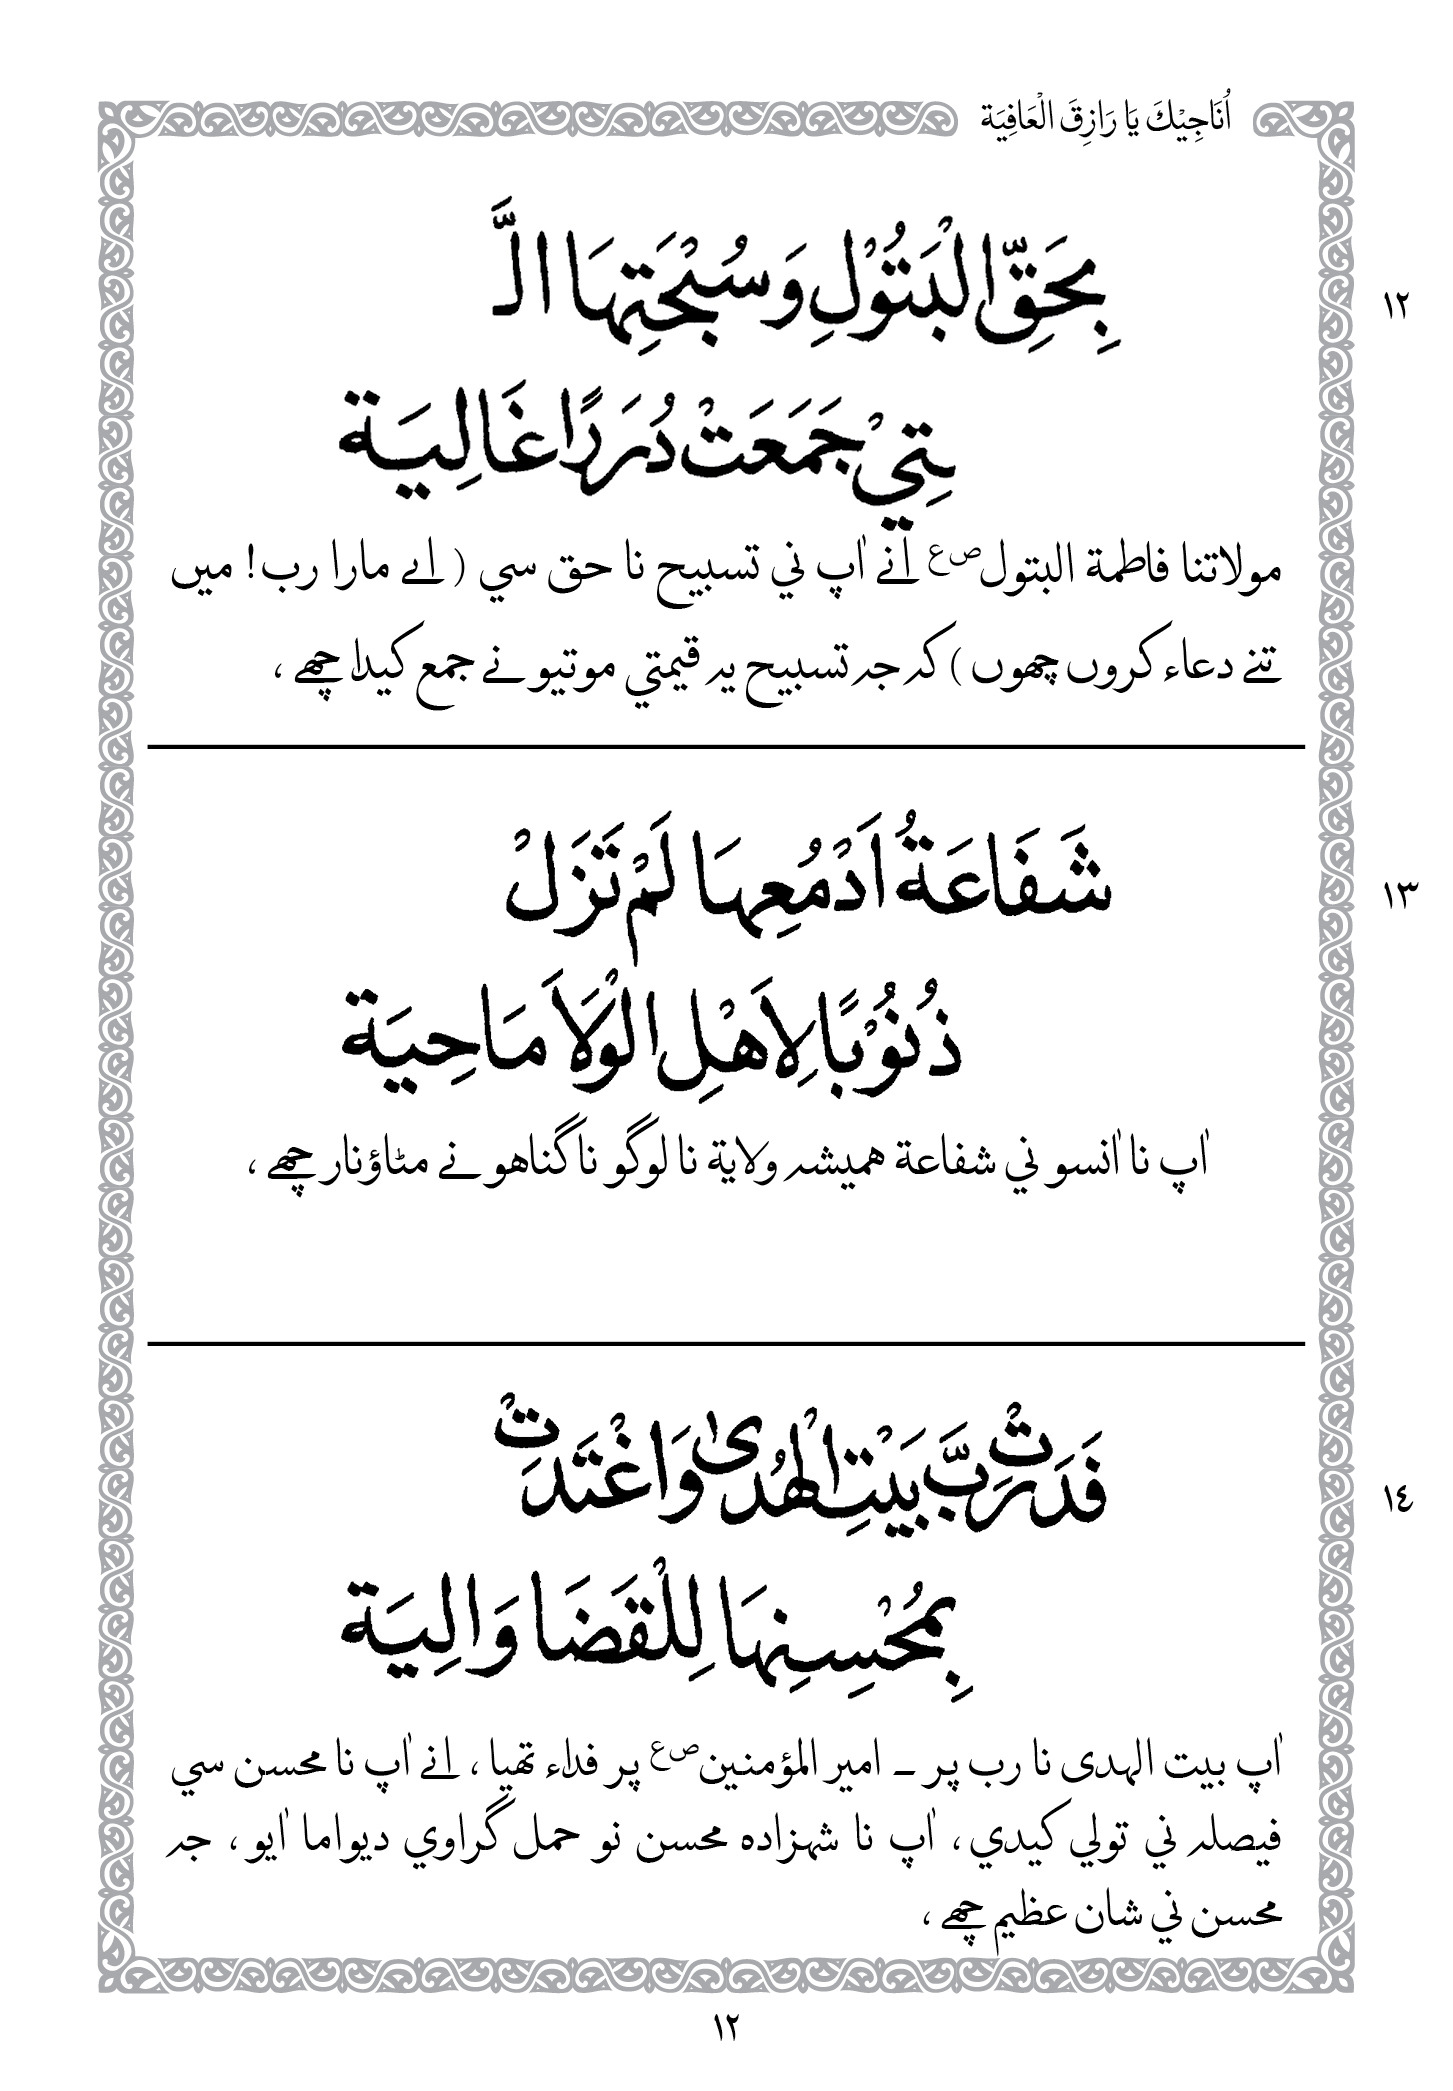 اُنَاجِيْكَ يَا رَازِقَ الْعَافِيَة
١٢
بِحَقِّ الْبَتُوْلِ وَسُبْحَتِهَا الَّـ
ـتِيْ جَمَعَتْ دُرَرًا غَالِيَة
مولاتنا فاطمة البتول ص ع اَنے اٰپ ني تسبيح نا حق سي ( اے مارا رب! ميں
تنے دعاء كروں چھوں ) كہ جہ تسبيح يہ قيمتي موتيو نے جمع كيدا چھے ،
١٣
شَفَاعَةُ اَدْمُعِهَا لَمْ تَزَلْ
ذُنُوْبًا لِاَهْلِ الْوَلَاَ مَاحِيَة
اٰپ نا اٰنسو ني شفاعة هميشہ ولاية نا لوگو نا گناهو نے مٹاؤنار چھے ،
١٤
فَدَتْ رَبَّ بَيْتِ الْهُدٰى وَاغْتَدَتْ
بِمُحْسِنِهَا لِلْقَضَا وَالِيَة
اٰپ بيت الهدى نا رب پر ـ امير المؤمنين ص ع پر فداء تھيا ، انے اٰپ نا محسن سي
فيصلہ ني تولي كيدي ، اٰپ نا شهزاده محسن نو حمل گراوي ديواما اٰيو ، جہ
محسن ني شان عظيم چھے ،
١٢